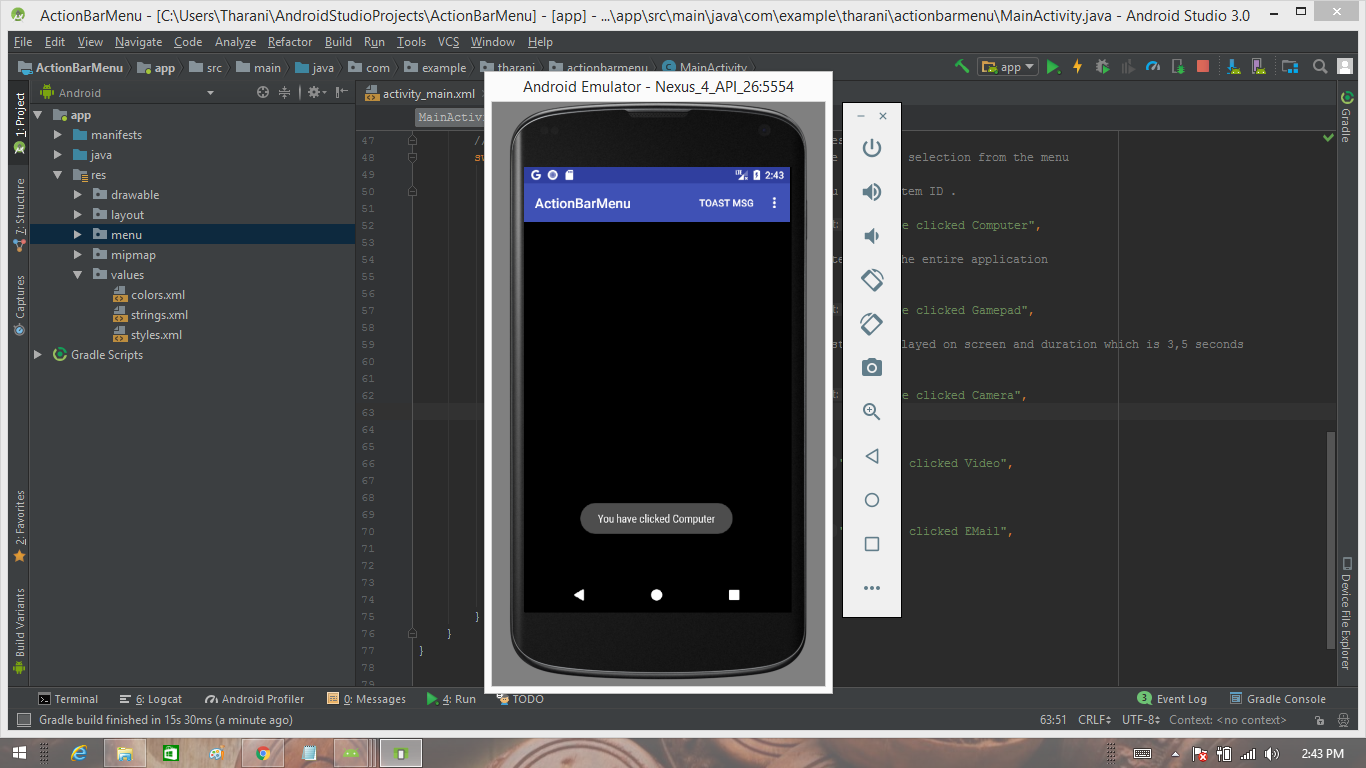 ActionBarMenu - [C:\Users\Tharani\AndroidStudioProjects\ActionBarMenu] - [app] - ...\app\src\main\java\com\example\tharani\actionbarmenu\MainActivity.java - Android Studio 3.0
File Edit View Navigate Code Analyze Refactor Build Run Tools VCS Window Help
ActionBarMenu app src main java com example tharani actionbarmenu MainActivity app
Android
activity_main.xml
MainActivi
1: Project
7: Structure
Captures
2: Favorites
Build Variants
app
manifests
java
res
drawable
layout
menu
mipmap
values
colors.xml
strings.xml
styles.xml
Gradle Scripts
Android Emulator - Nexus_4_API_26:5554
2:43
ActionBarMenu TOAST MSG
You have clicked Computer
47 //
48 sw selection from the menu
49
50 tem ID .
51
52 e clicked Computer",
53
54 he entire application
55
56
57 e clicked Gamepad",
58
59 layed on screen and duration which is 3,5 seconds
60
61
62 e clicked Camera",
63
64
65
66 clicked Video",
67
68
69
70 clicked EMail",
71
72
73
74
75 }
76 }
77 }
78
79
Gradle
Device File Explorer
Terminal 6: Logcat Android Profiler 0: Messages 4: Run TODO 3 Event Log Gradle Console
Gradle build finished in 15s 30ms (a minute ago) 63:51 CRLF UTF-8 Context: <no context>
2:43 PM